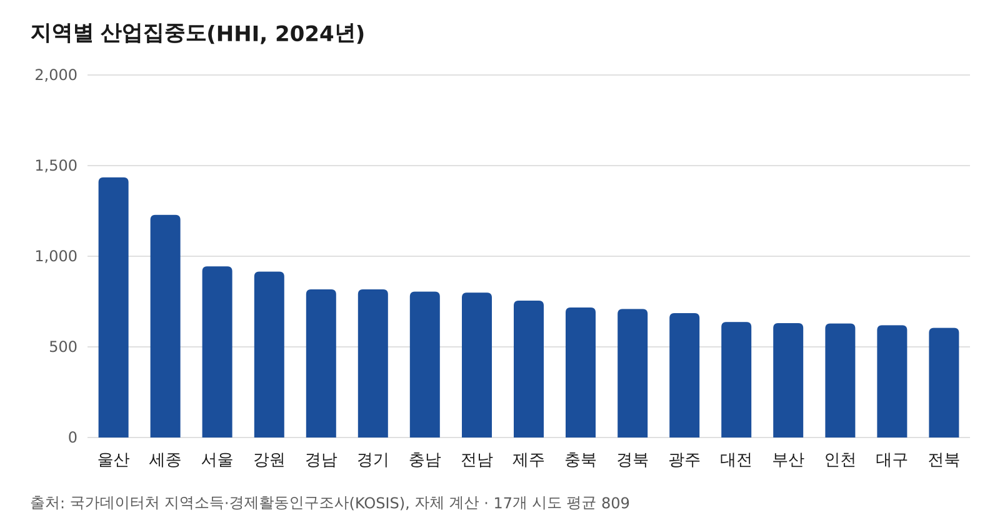 지역별 산업집중도(HHI, 2024년)
2,000
1,500
1,000
500
0
울산 세종 서울 강원 경남 경기 충남 전남 제주 충북 경북 광주 대전 부산 인천 대구 전북
출처: 국가데이터처 지역소득·경제활동인구조사(KOSIS), 자체 계산 · 17개 시도 평균 809